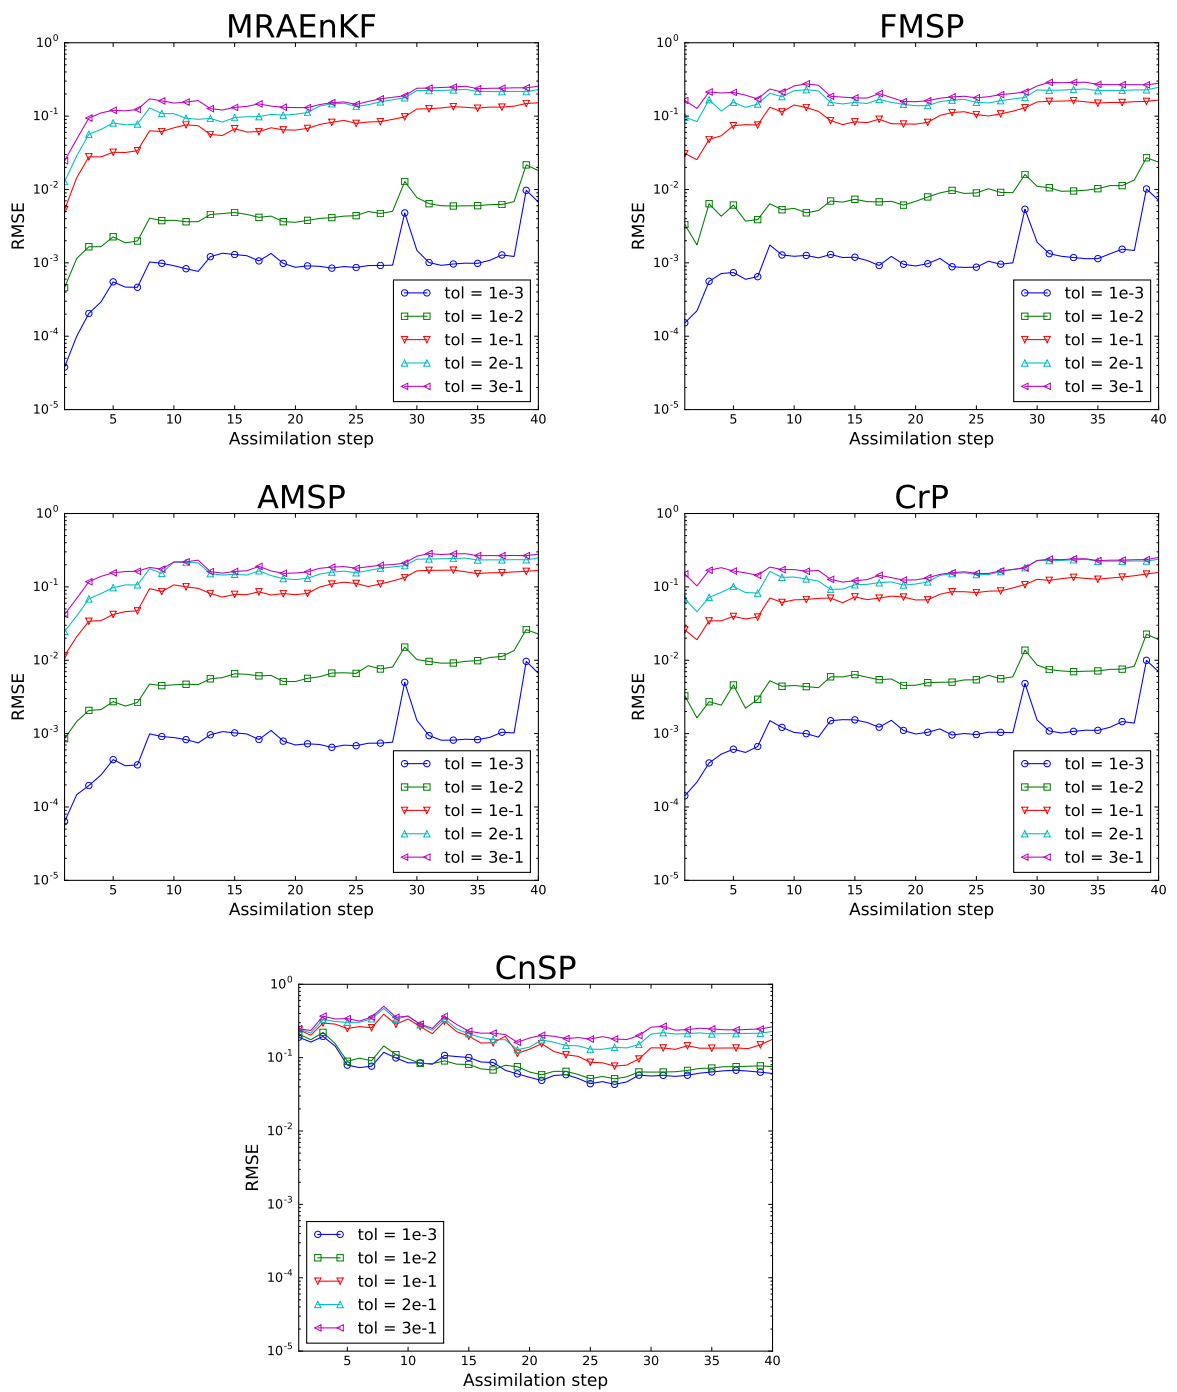 MRAEnKF
10^0
10^-1
10^-2
10^-3
10^-4
10^-5
RMSE
5 10 15 20 25 30 35 40
Assimilation step
tol = 1e-3
tol = 1e-2
tol = 1e-1
tol = 2e-1
tol = 3e-1
FMSP
10^0
10^-1
10^-2
10^-3
10^-4
10^-5
RMSE
5 10 15 20 25 30 35 40
Assimilation step
tol = 1e-3
tol = 1e-2
tol = 1e-1
tol = 2e-1
tol = 3e-1
AMSP
10^0
10^-1
10^-2
10^-3
10^-4
10^-5
RMSE
5 10 15 20 25 30 35 40
Assimilation step
tol = 1e-3
tol = 1e-2
tol = 1e-1
tol = 2e-1
tol = 3e-1
CrP
10^0
10^-1
10^-2
10^-3
10^-4
10^-5
RMSE
5 10 15 20 25 30 35 40
Assimilation step
tol = 1e-3
tol = 1e-2
tol = 1e-1
tol = 2e-1
tol = 3e-1
CnSP
10^0
10^-1
10^-2
10^-3
10^-4
10^-5
RMSE
5 10 15 20 25 30 35 40
Assimilation step
tol = 1e-3
tol = 1e-2
tol = 1e-1
tol = 2e-1
tol = 3e-1